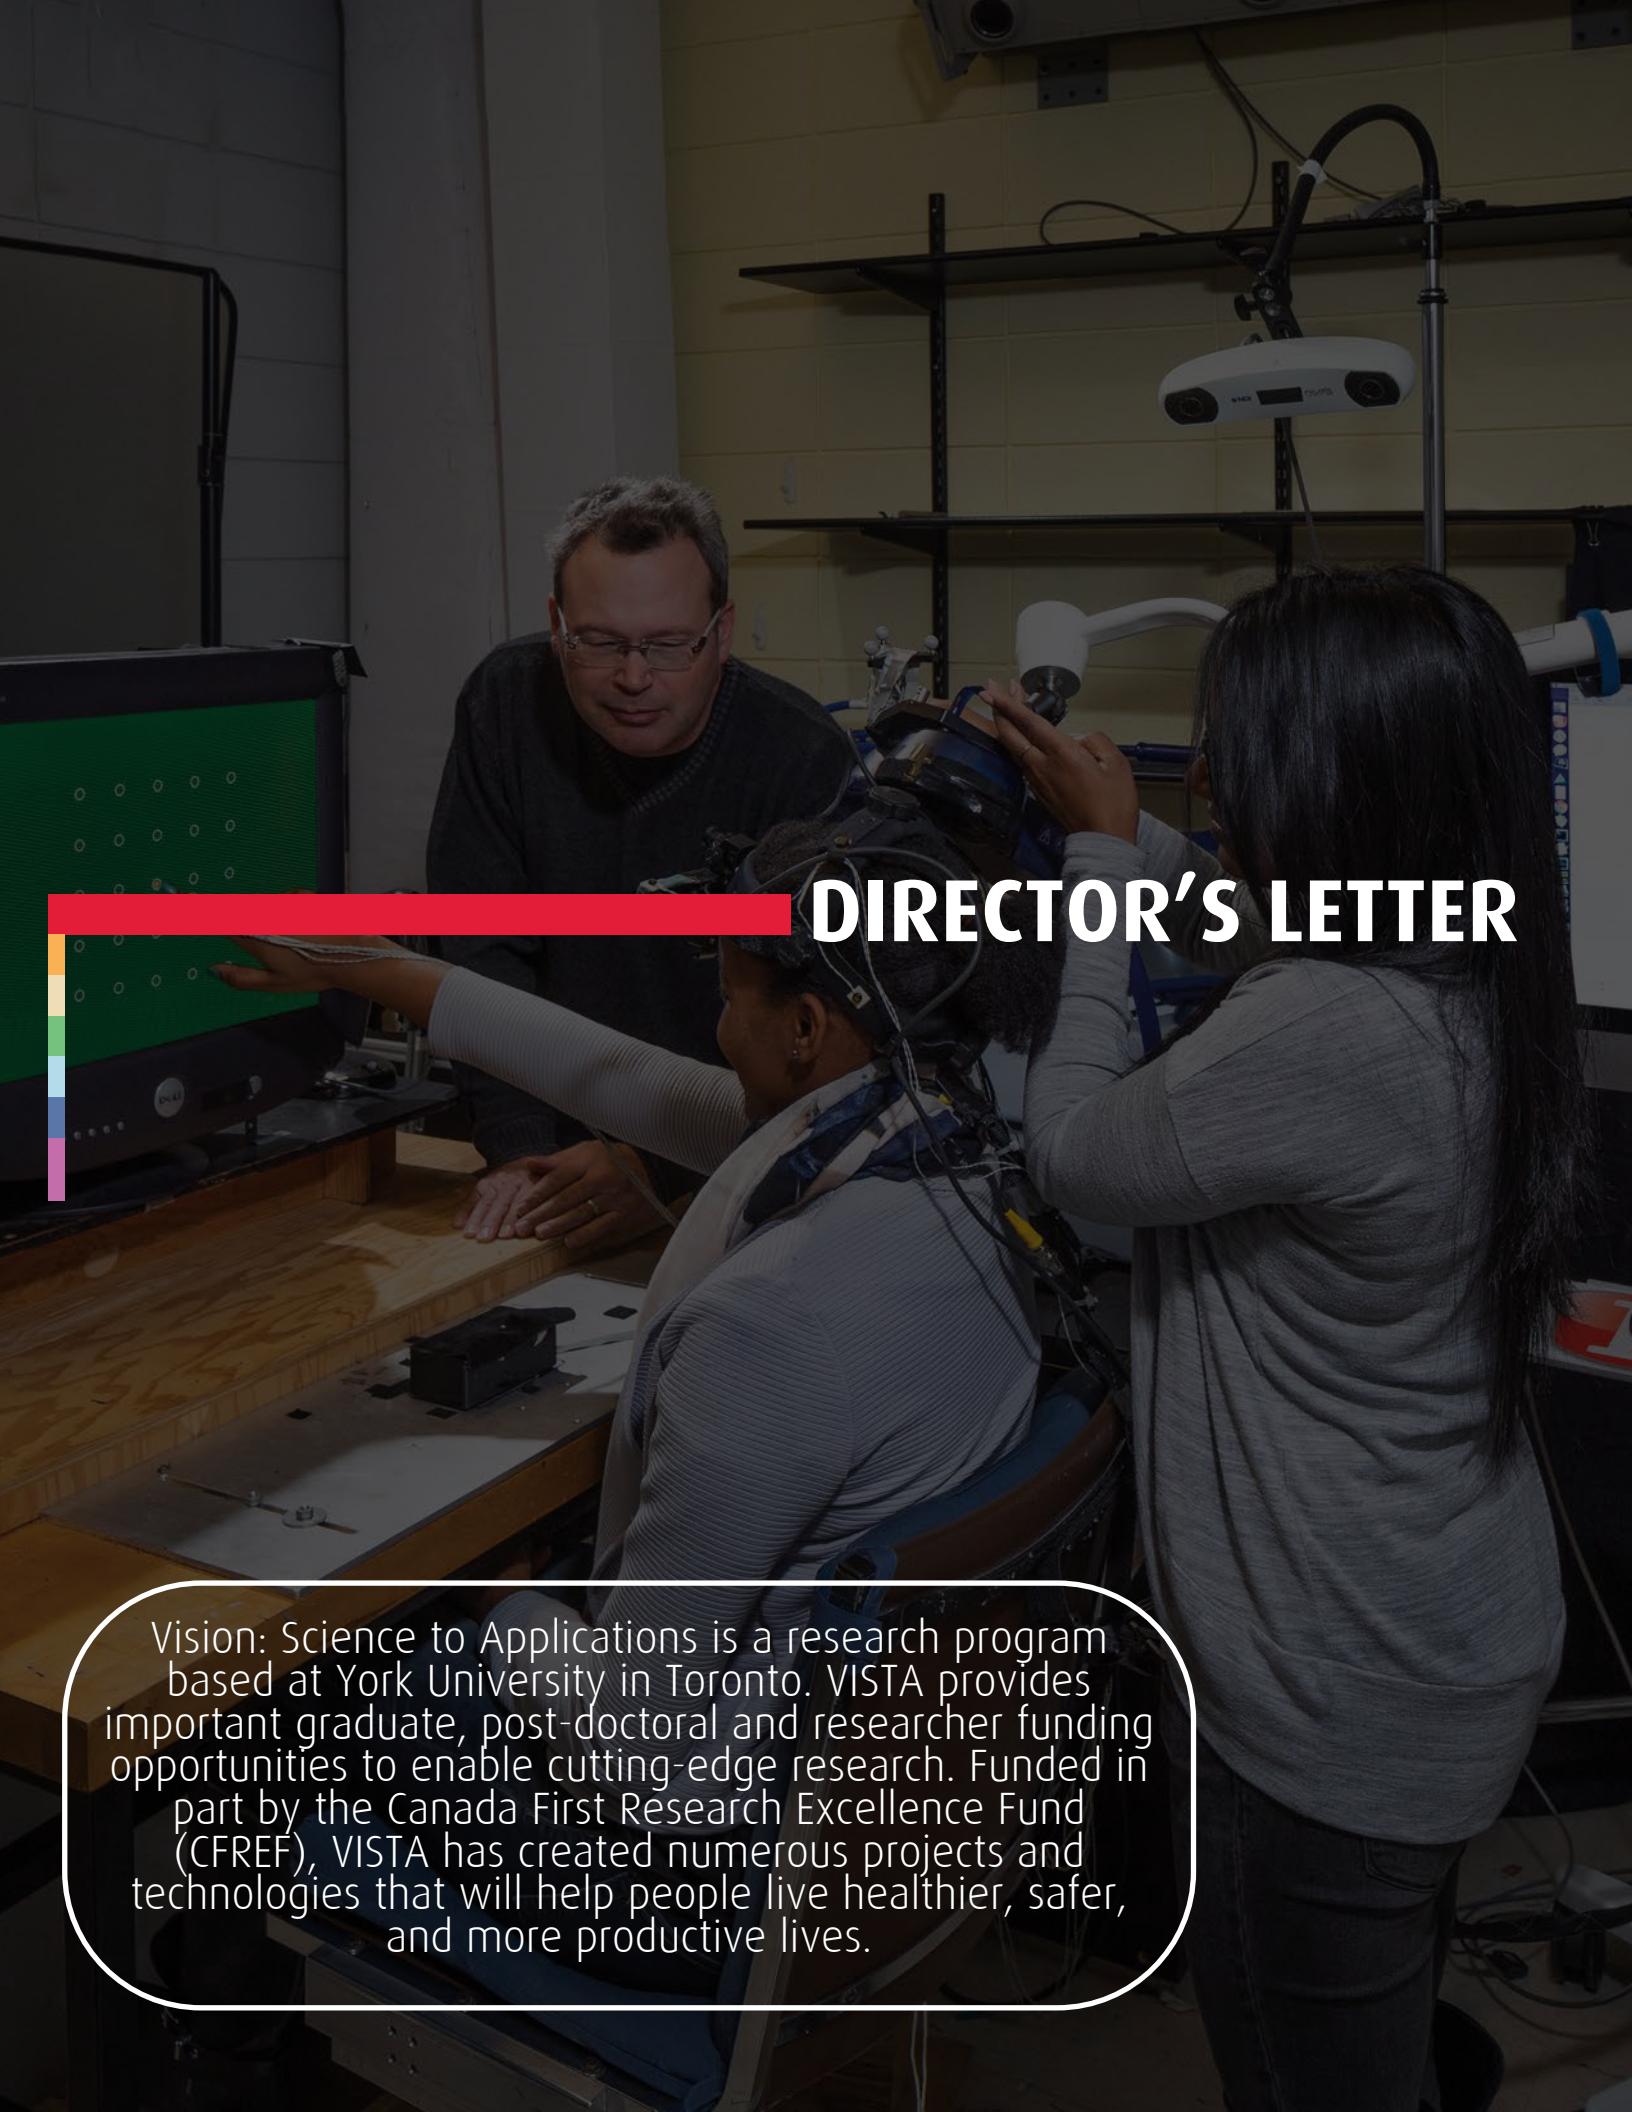 NDI
DELL
DIRECTOR’S LETTER
Vision: Science to Applications is a research program
based at York University in Toronto. VISTA provides
important graduate, post-doctoral and researcher funding
opportunities to enable cutting-edge research. Funded in
part by the Canada First Research Excellence Fund
(CFREF), VISTA has created numerous projects and
technologies that will help people live healthier, safer,
and more productive lives.